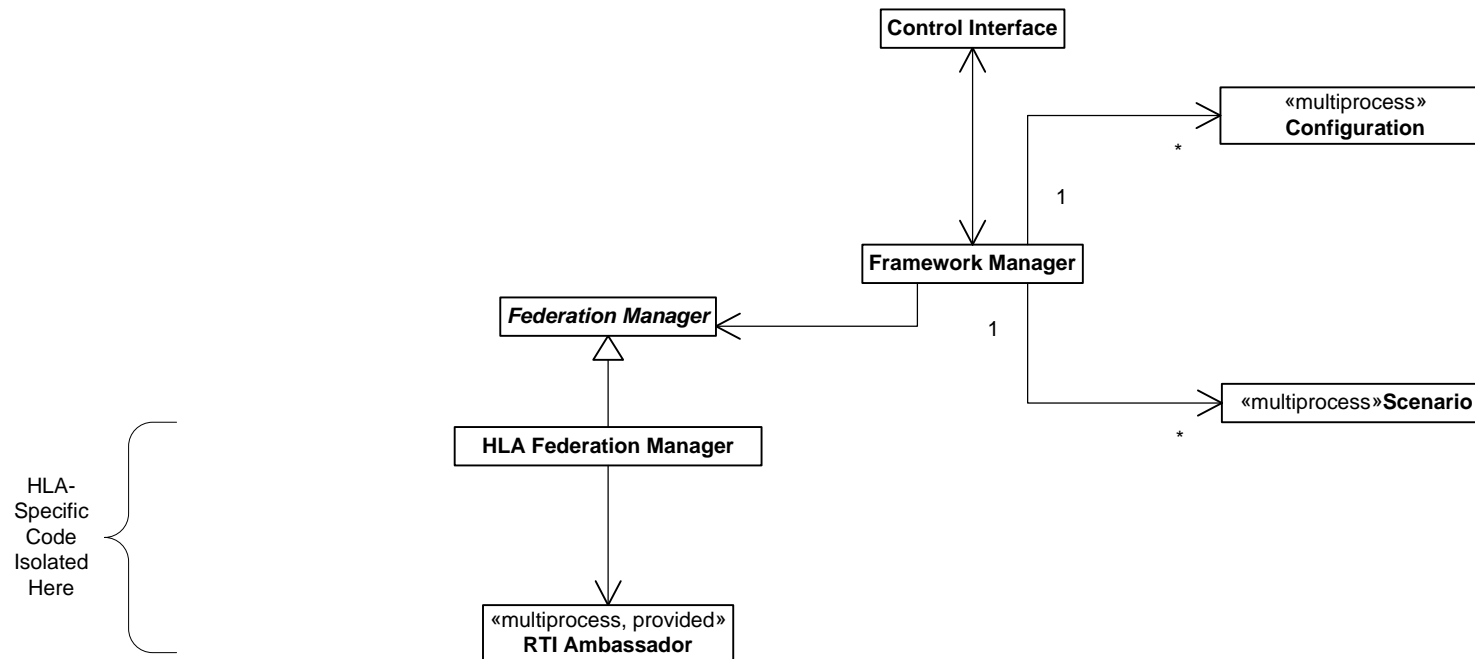 Control Interface
«multiprocess»
Configuration
*
1
Framework Manager
Federation Manager
1
«multiprocess»Scenario
*
HLA Federation Manager
HLA-
Specific
Code
Isolated
Here
«multiprocess, provided»
RTI Ambassador